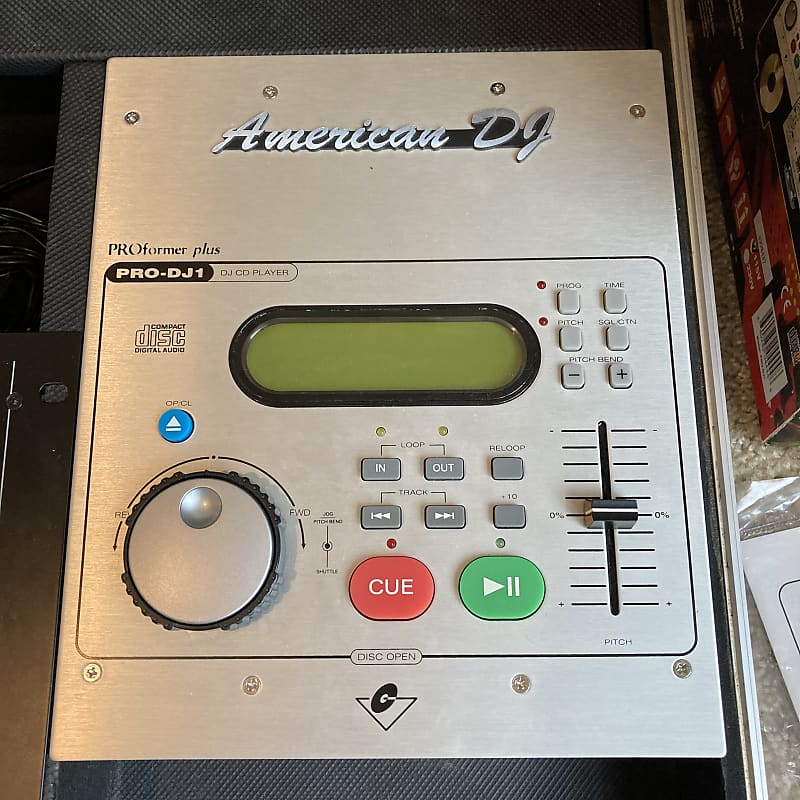 American DJ
PROformer plus
PRO-DJ1 DJ CD PLAYER
PROG TIME
COMPACT
disc
DIGITAL AUDIO
PITCH SGL/CTN
PITCH BEND
− +
OP/CL
LOOP
IN OUT RELOOP
TRACK +10
REV FWD
JOG
PITCH BEND
SHUTTLE
0% 0%
CUE
- -
+ +
PITCH
DISC OPEN